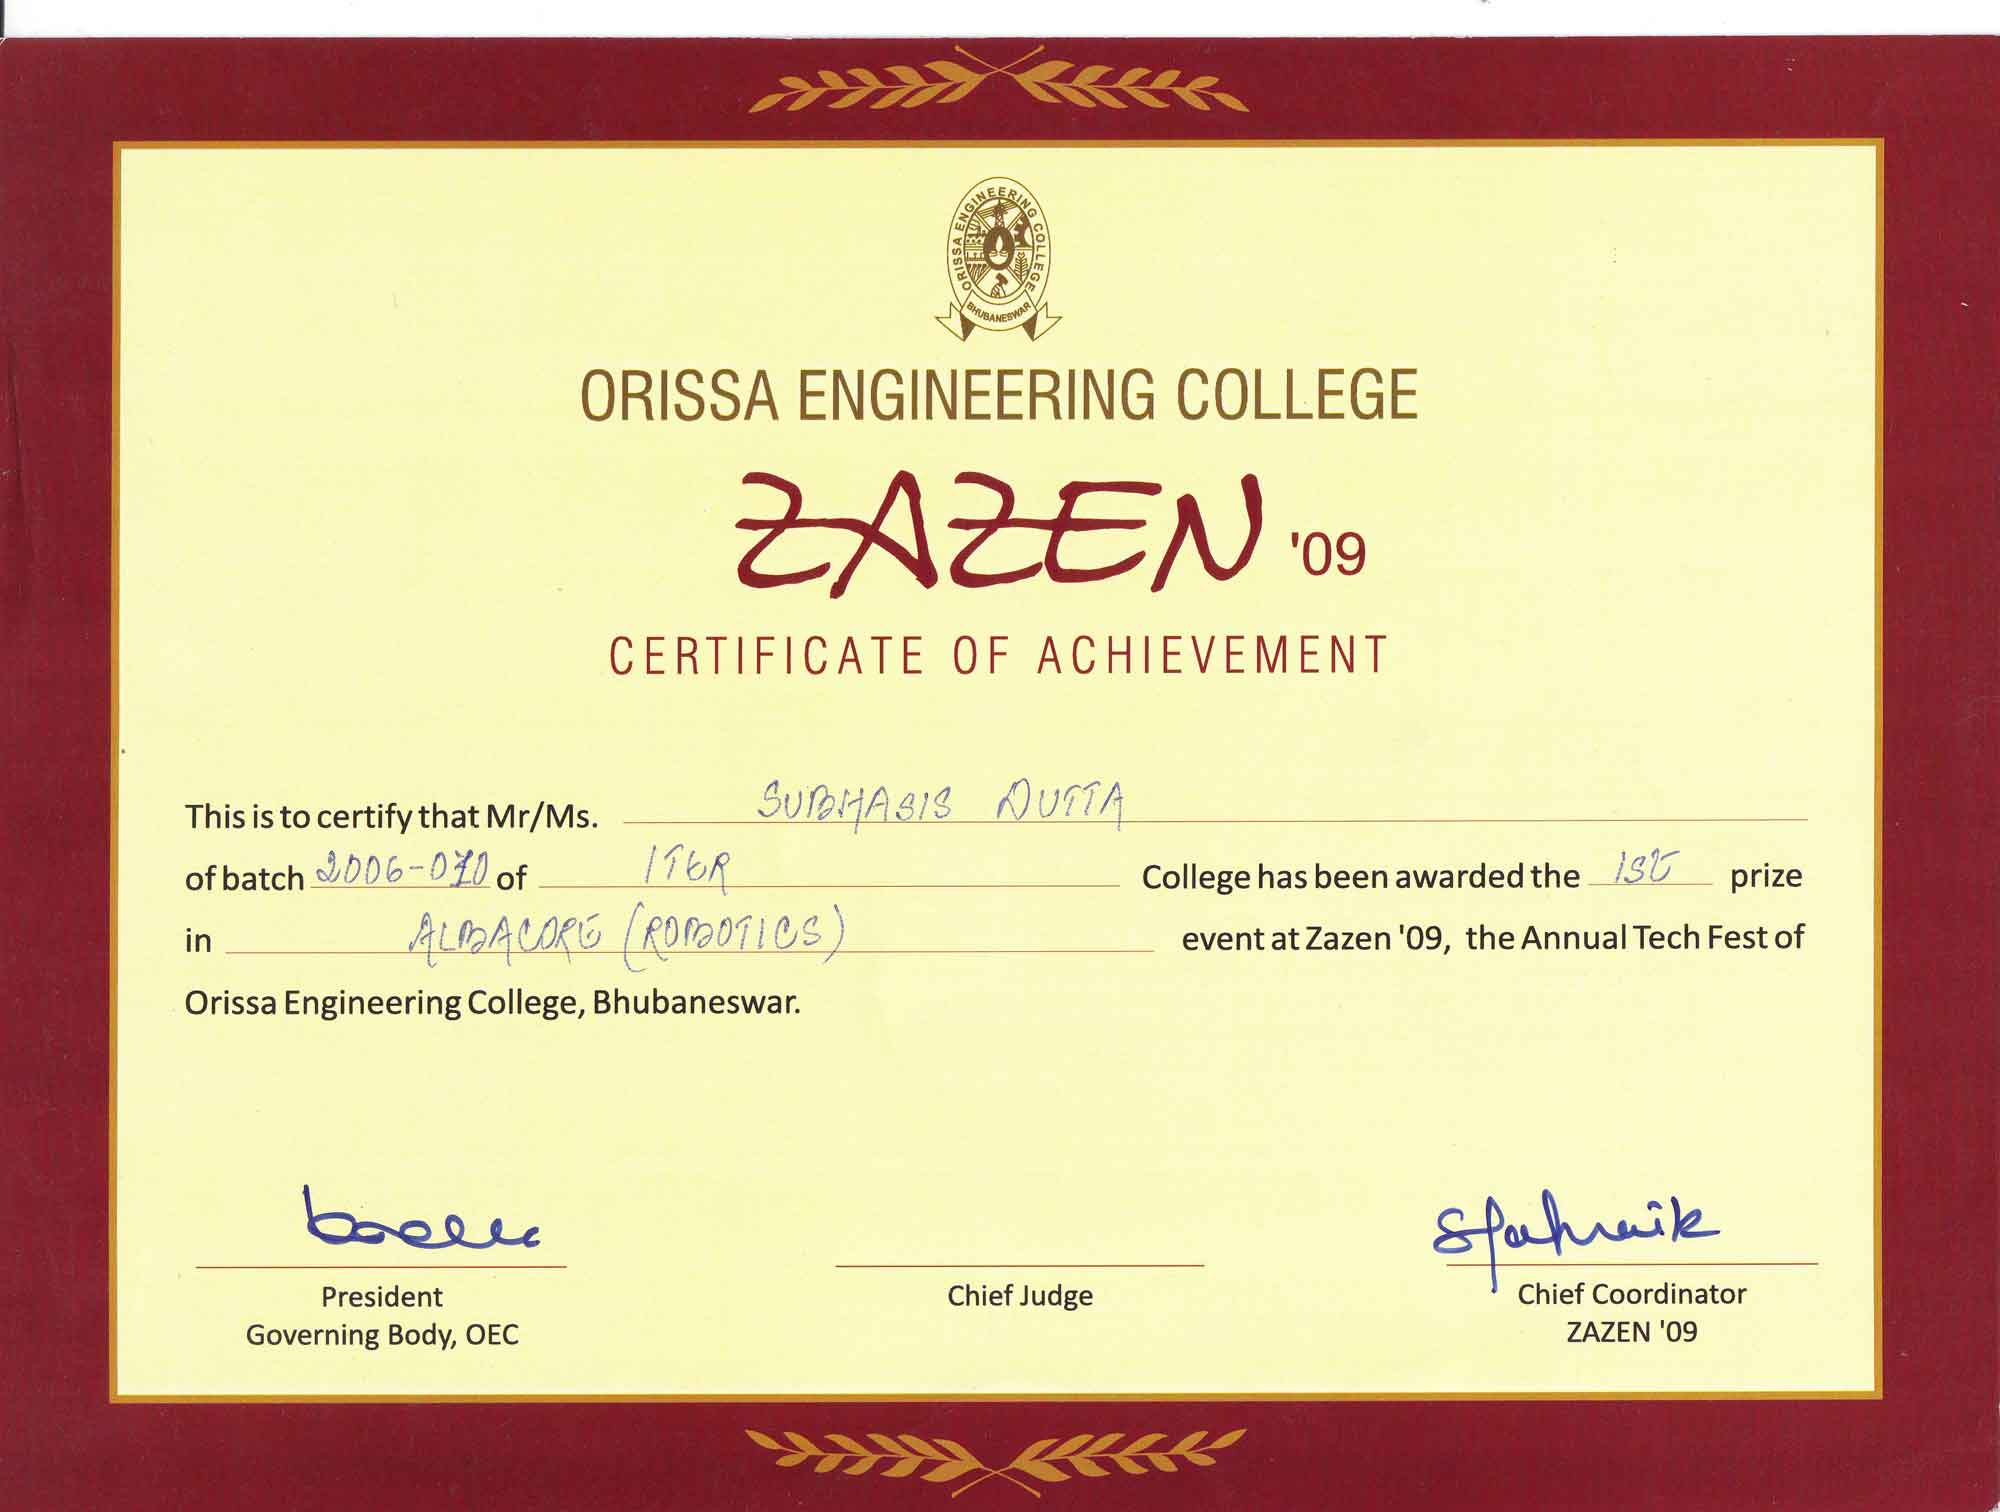 ORISSA ENGINEERING COLLEGE
BHUBANESWAR
ORISSA ENGINEERING COLLEGE
ZAZEN '09
CERTIFICATE OF ACHIEVEMENT
This is to certify that Mr/Ms. SUBHASIS DUTTA
of batch 2006-010 of ITER College has been awarded the 1st prize
in ALBACORE (ROBOTICS) event at Zazen '09, the Annual Tech Fest of
Orissa Engineering College, Bhubaneswar.
Spatnaik
President Chief Judge Chief Coordinator
Governing Body, OEC ZAZEN '09